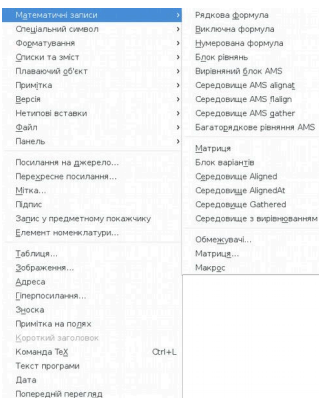 Математичні записи
Спеціальний символ
Форматування
Списки та зміст
Плаваючий об'єкт
Примітка
Версія
Нетипові вставки
Файл
Панель
Посилання на джерело...
Перехресне посилання...
Мітка...
Підпис
Запис у предметному покажчику
Елемент номенклатури...
Таблиця...
Зображення...
Адреса
Гіперпосилання...
Зноска
Примітка на полях
Короткий заголовок
Команда TeX Ctrl+L
Текст програми
Дата
Попередній перегляд
Рядкова формула
Виключна формула
Нумерована формула
Блок рівнянь
Вирівняний блок AMS
Середовище AMS alignat
Середовище AMS flalign
Середовище AMS gather
Багаторядкове рівняння AMS
Матриця
Блок варіантів
Середовище Aligned
Середовище AlignedAt
Середовище Gathered
Середовище з вирівнюванням
Обмежувачі...
Матриця...
Макрос